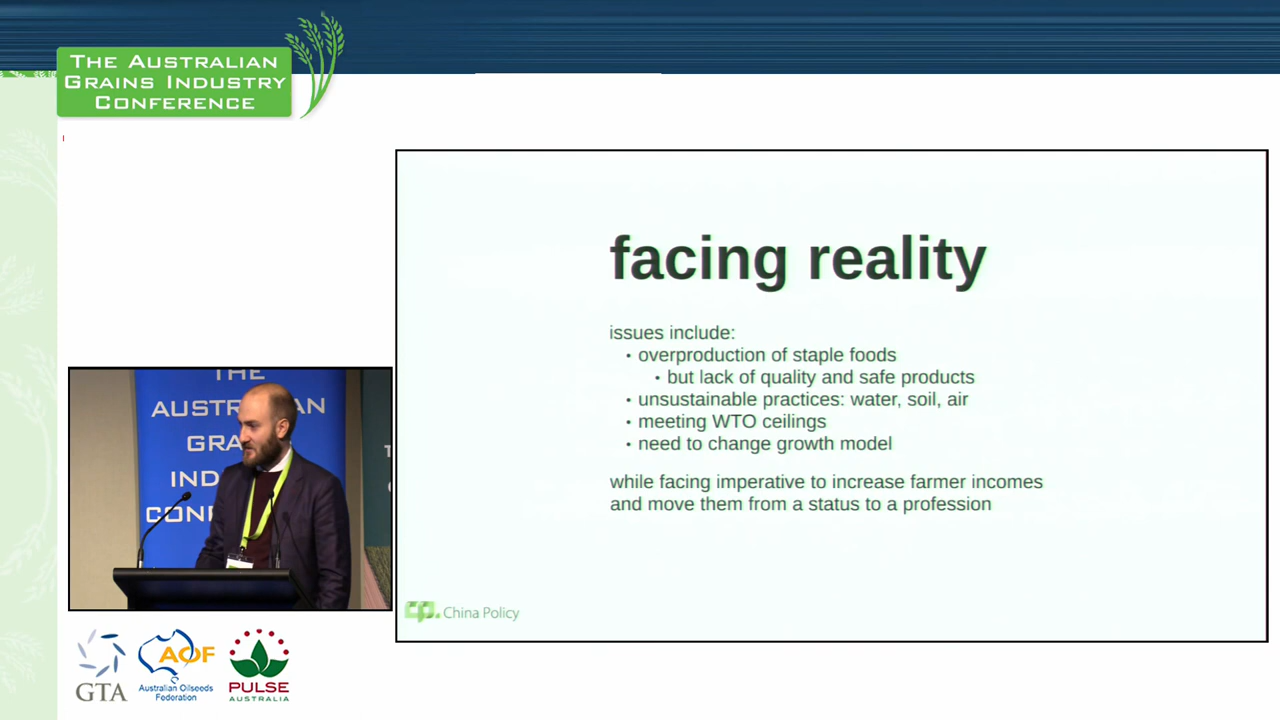 THE AUSTRALIAN
GRAINS INDUSTRY
CONFERENCE
facing reality
issues include:
• overproduction of staple foods
• but lack of quality and safe products
• unsustainable practices: water, soil, air
• meeting WTO ceilings
• need to change growth model
while facing imperative to increase farmer incomes
and move them from a status to a profession
cp. China Policy
THE
AUSTRALIAN
GRA
IND
CONF
GTA
AOF
Australian Oilseeds
Federation
PULSE
AUSTRALIA